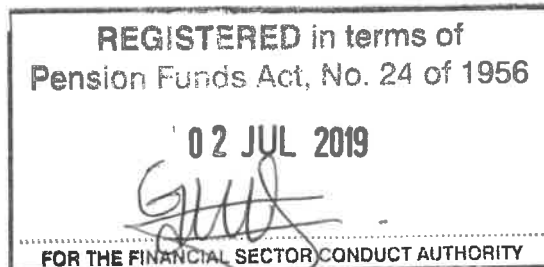 REGISTERED in terms of
Pension Funds Act, No. 24 of 1956
02 JUL 2019
FOR THE FINANCIAL SECTOR CONDUCT AUTHORITY